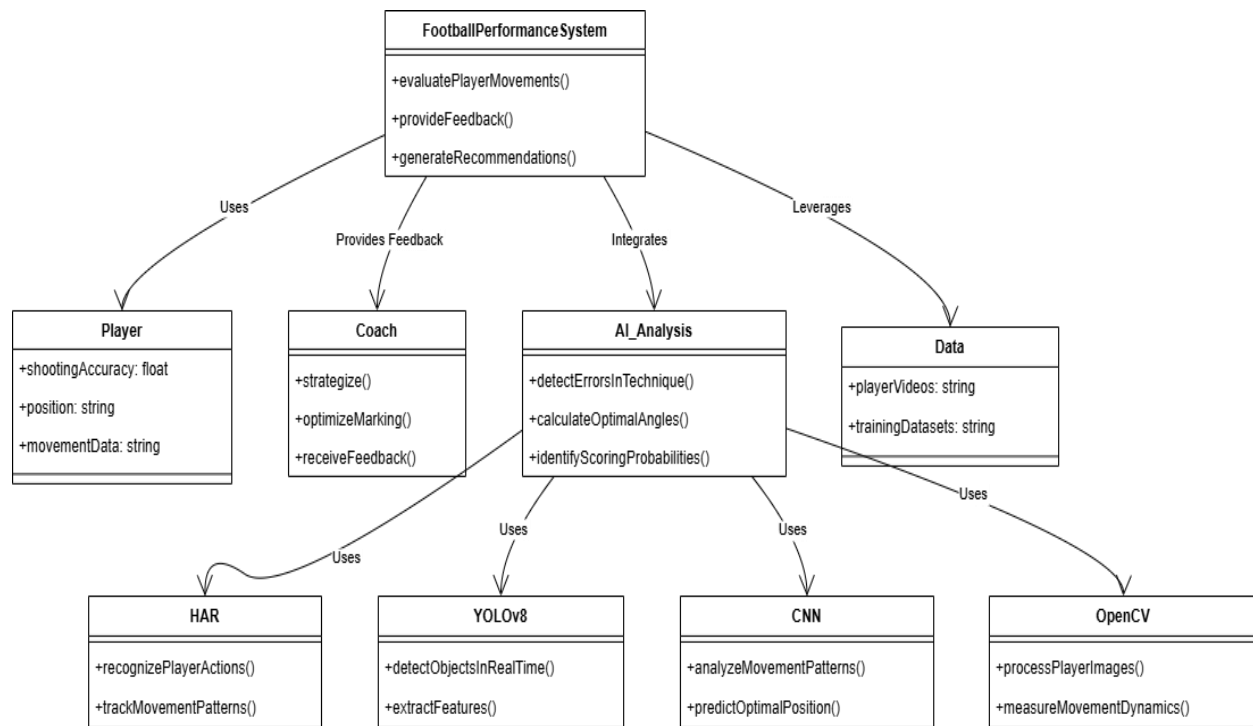 FootballPerformanceSystem
+evaluatePlayerMovements()
+provideFeedback()
+generateRecommendations()
Uses
Provides Feedback
Integrates
Leverages
Player
+shootingAccuracy: float
+position: string
+movementData: string
Coach
+strategize()
+optimizeMarking()
+receiveFeedback()
AI_Analysis
+detectErrorsInTechnique()
+calculateOptimalAngles()
+identifyScoringProbabilities()
Data
+playerVideos: string
+trainingDatasets: string
Uses
Uses
Uses
Uses
HAR
+recognizePlayerActions()
+trackMovementPatterns()
YOLOv8
+detectObjectsInRealTime()
+extractFeatures()
CNN
+analyzeMovementPatterns()
+predictOptimalPosition()
OpenCV
+processPlayerImages()
+measureMovementDynamics()